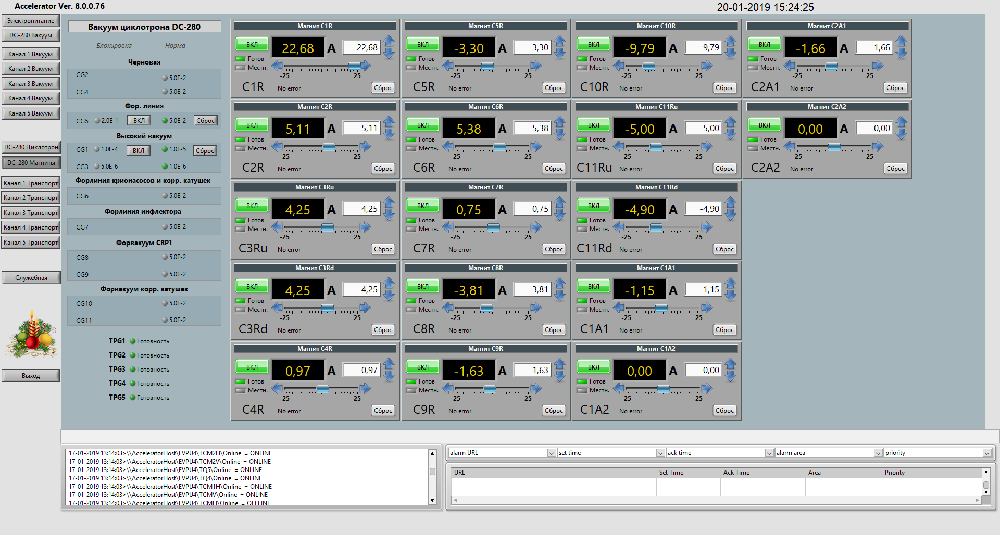 Accelerator Ver. 8.0.0.76
20-01-2019 15:24:25
Электропитание
DC-280 Вакуум
Канал 1 Вакуум
Канал 2 Вакуум
Канал 3 Вакуум
Канал 4 Вакуум
Канал 5 Вакуум
DC-280 Циклотрон
DC-280 Магниты
Канал 1 Транспорт
Канал 2 Транспорт
Канал 3 Транспорт
Канал 4 Транспорт
Канал 5 Транспорт
Служебная
Выход
Вакуум циклотрона DC-280
Блокировка Норма
Черновая
CG2 5.0E-2
CG4 5.0E-2
Фор. линия
CG5 2.0E-1 ВКЛ 5.0E-2 Сброс
Высокий вакуум
CG1 1.0E-4 ВКЛ 1.0E-5 Сброс
CG3 5.0E-6 1.0E-6
Форлиния крионасосов и корр. катушек
CG6 5.0E-2
Форлиния инфлектора
CG7 5.0E-2
Форвакуум CRP1
CG8 5.0E-2
CG9 5.0E-2
Форвакуум корр. катушек
CG10 5.0E-2
CG11 5.0E-2
TPG1 Готовность
TPG2 Готовность
TPG3 Готовность
TPG4 Готовность
TPG5 Готовность
Магнит C1R
ВКЛ 22,68 A 22,68
Готов
Местн.
-25 25
C1R No error Сброс
Магнит C2R
ВКЛ 5,11 A 5,11
Готов
Местн.
-25 25
C2R No error Сброс
Магнит C3Ru
ВКЛ 4,25 A 4,25
Готов
Местн.
-25 25
C3Ru No error Сброс
Магнит C3Rd
ВКЛ 4,25 A 4,25
Готов
Местн.
-25 25
C3Rd No error Сброс
Магнит C4R
ВКЛ 0,97 A 0,97
Готов
Местн.
-25 25
C4R No error Сброс
Магнит C5R
ВКЛ -3,30 A -3,30
Готов
Местн.
-25 25
C5R No error Сброс
Магнит C6R
ВКЛ 5,38 A 5,38
Готов
Местн.
-25 25
C6R No error Сброс
Магнит C7R
ВКЛ 0,75 A 0,75
Готов
Местн.
-25 25
C7R No error Сброс
Магнит C8R
ВКЛ -3,81 A -3,81
Готов
Местн.
-25 25
C8R No error Сброс
Магнит C9R
ВКЛ -1,63 A -1,63
Готов
Местн.
-25 25
C9R No error Сброс
Магнит C10R
ВКЛ -9,79 A -9,79
Готов
Местн.
-25 25
C10R No error Сброс
Магнит C11Ru
ВКЛ -5,00 A -5,00
Готов
Местн.
-25 25
C11Ru No error Сброс
Магнит C11Rd
ВКЛ -4,90 A -4,90
Готов
Местн.
-25 25
C11Rd No error Сброс
Магнит C1A1
ВКЛ -1,15 A -1,15
Готов
Местн.
-25 25
C1A1 No error Сброс
Магнит C1A2
ВКЛ 0,00 A 0,00
Готов
Местн.
-25 25
C1A2 No error Сброс
Магнит C2A1
ВКЛ -1,66 A -1,66
Готов
Местн.
-25 25
C2A1 No error Сброс
Магнит C2A2
ВКЛ 0,00 A 0,00
Готов
Местн.
-25 25
C2A2 No error Сброс
17-01-2019 13:14:03>\\AcceleratorHost\EVPU4\TCM2H\Online = ONLINE
17-01-2019 13:14:03>\\AcceleratorHost\EVPU4\TCM2V\Online = ONLINE
17-01-2019 13:14:03>\\AcceleratorHost\EVPU4\TQ5\Online = ONLINE
17-01-2019 13:14:03>\\AcceleratorHost\EVPU4\TQ4\Online = ONLINE
17-01-2019 13:14:03>\\AcceleratorHost\EVPU4\TCM1H\Online = ONLINE
17-01-2019 13:14:03>\\AcceleratorHost\EVPU4\TCMV\Online = ONLINE
17-01-2019 13:14:03>\\AcceleratorHost\EVPU4\TCMH\Online = OFFLINE
alarm URL set time ack time alarm area priority
URL Set Time Ack Time Area Priority